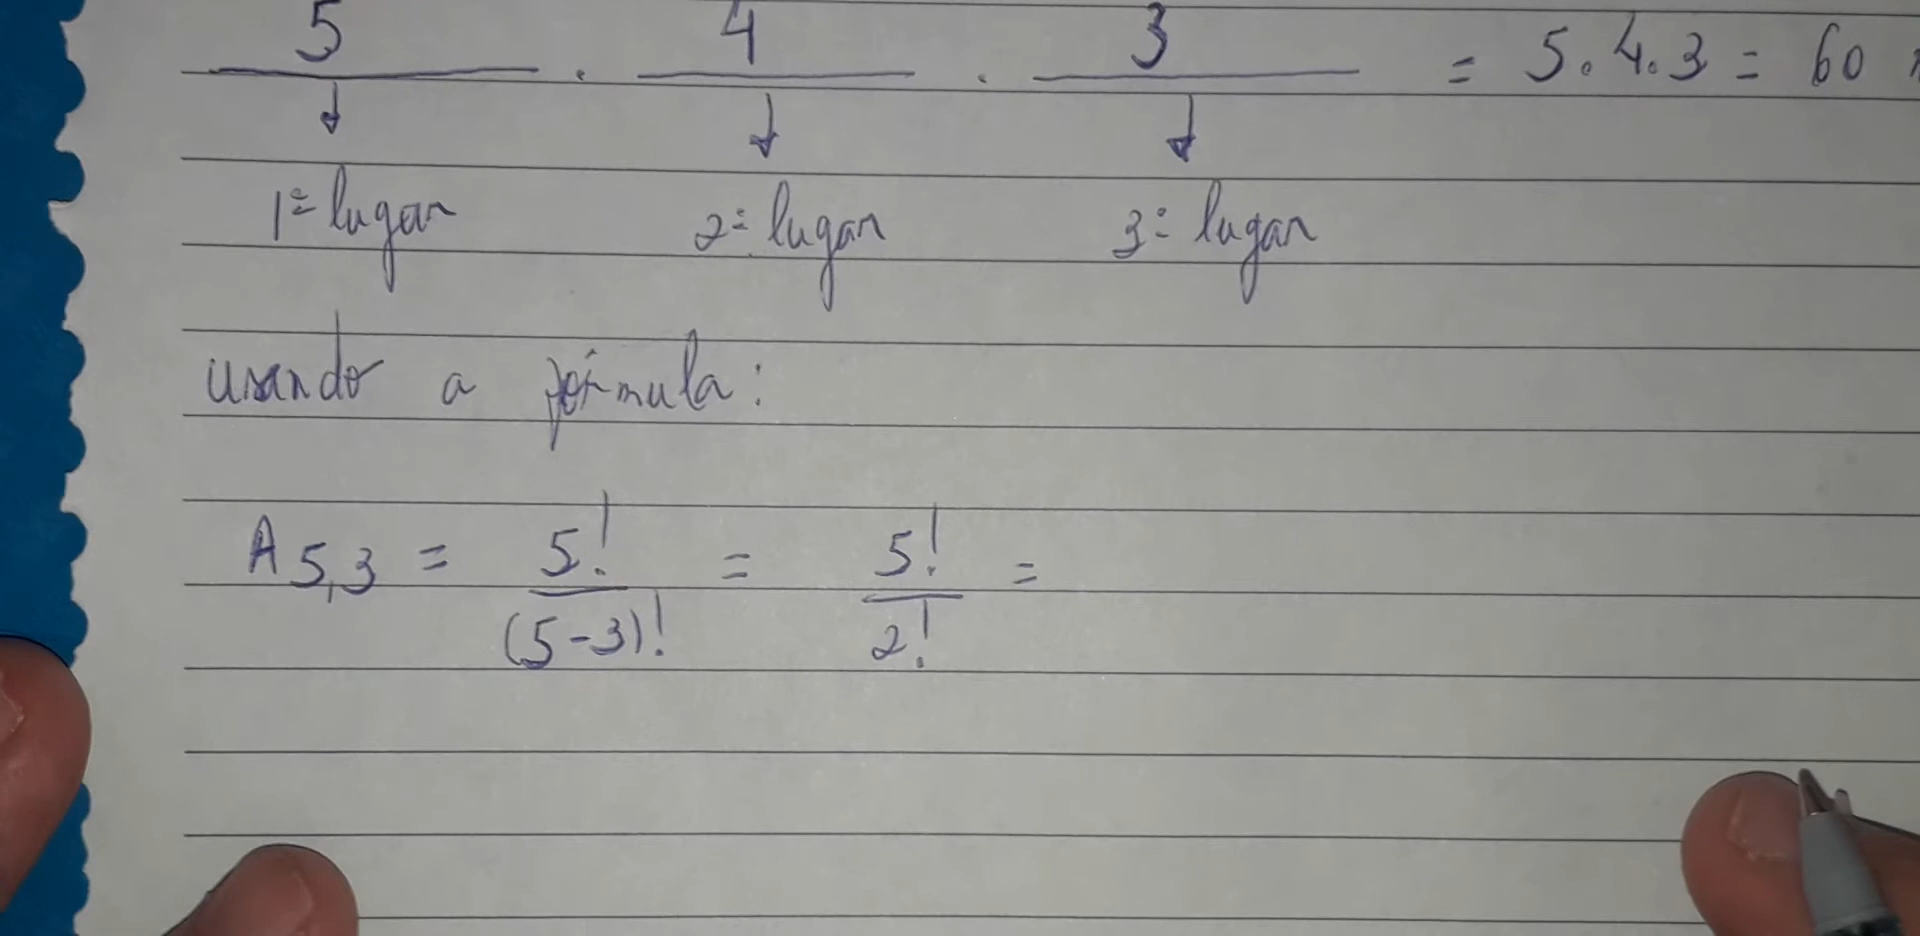 5 . 4 . 3 = 5.4.3 = 60
1º lugar 2º lugar 3º lugar
usando a fórmula:
A5,3 = 5!/(5-3)! = 5!/2! =